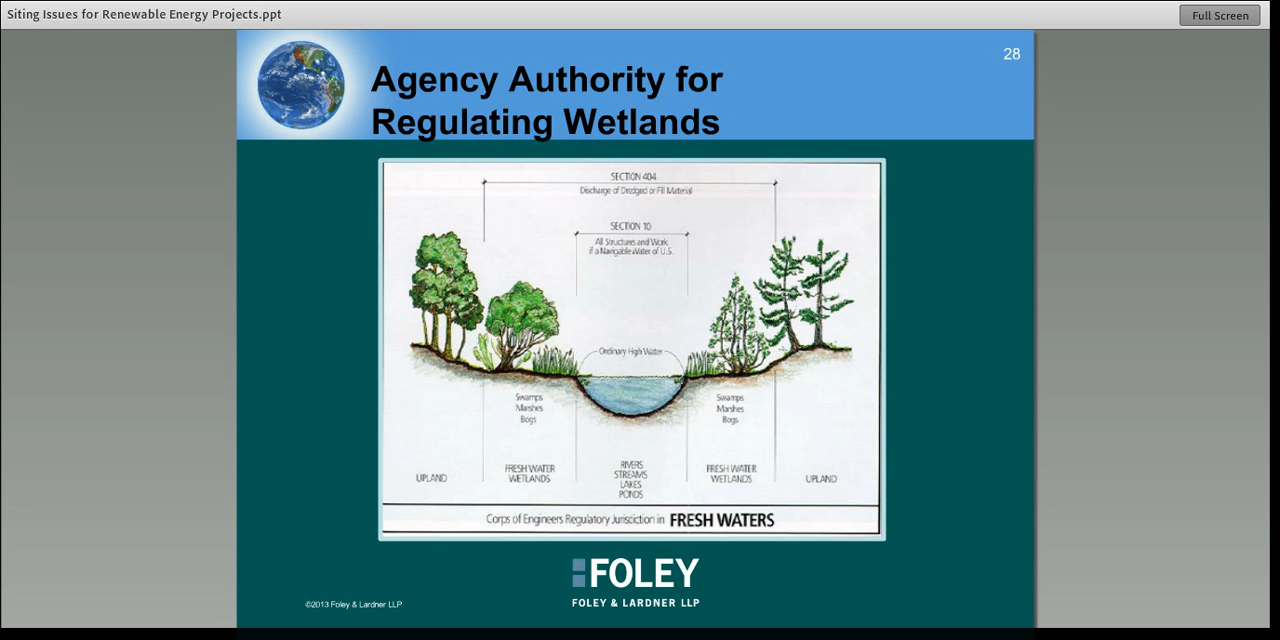 Siting Issues for Renewable Energy Projects.ppt
Full Screen
28
Agency Authority for
Regulating Wetlands
SECTION 404
Discharge of Dredged or Fill Material
SECTION 10
All Structures and Work
if a Navigable Water of U.S.
Ordinary High Water
Swamps
Marshes
Bogs
Swamps
Marshes
Bogs
UPLAND
FRESH WATER
WETLANDS
RIVERS
STREAMS
LAKES
PONDS
FRESH WATER
WETLANDS
UPLAND
Corps of Engineers Regulatory Jurisdiction in FRESH WATERS
FOLEY
FOLEY & LARDNER LLP
©2013 Foley & Lardner LLP